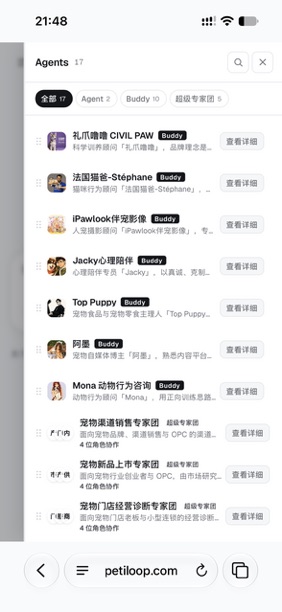 21:48
Agents 17
全部 17 Agent 2 Buddy 10 超级专家团 5
礼爪噜噜 CIVIL PAW Buddy
科学训养顾问「礼爪噜噜」，品牌理念是...
查看详细
法国猫爸-Stéphane Buddy
猫咪行为顾问「法国猫爸-Stéphane」，...
查看详细
iPawlook伴宠影像 Buddy
人宠摄影顾问「iPawlook伴宠影像」，专...
查看详细
Jacky心理陪伴 Buddy
心理陪伴专员「Jacky」，以真诚、克制...
查看详细
Top Puppy Buddy
宠物食品与宠物零食主理人「Top Puppy...
查看详细
阿墨 Buddy
宠物自媒体博主「阿墨」，熟悉内容平台...
查看详细
Mona 动物行为咨询 Buddy
动物行为顾问「Mona」，用正向训练思路...
查看详细
宠物渠道销售专家团 超级专家团
面向宠物品牌、渠道销售与 OPC 的渠道...
4 位角色协作
查看详细
宠物新品上市专家团 超级专家团
面向宠物行业创业者与 OPC，由市场研究...
4 位角色协作
查看详细
宠物门店经营诊断专家团 超级专家团
面向宠物门店老板与小型连锁的经营诊断...
4 位角色协作
查看详细
petiloop.com